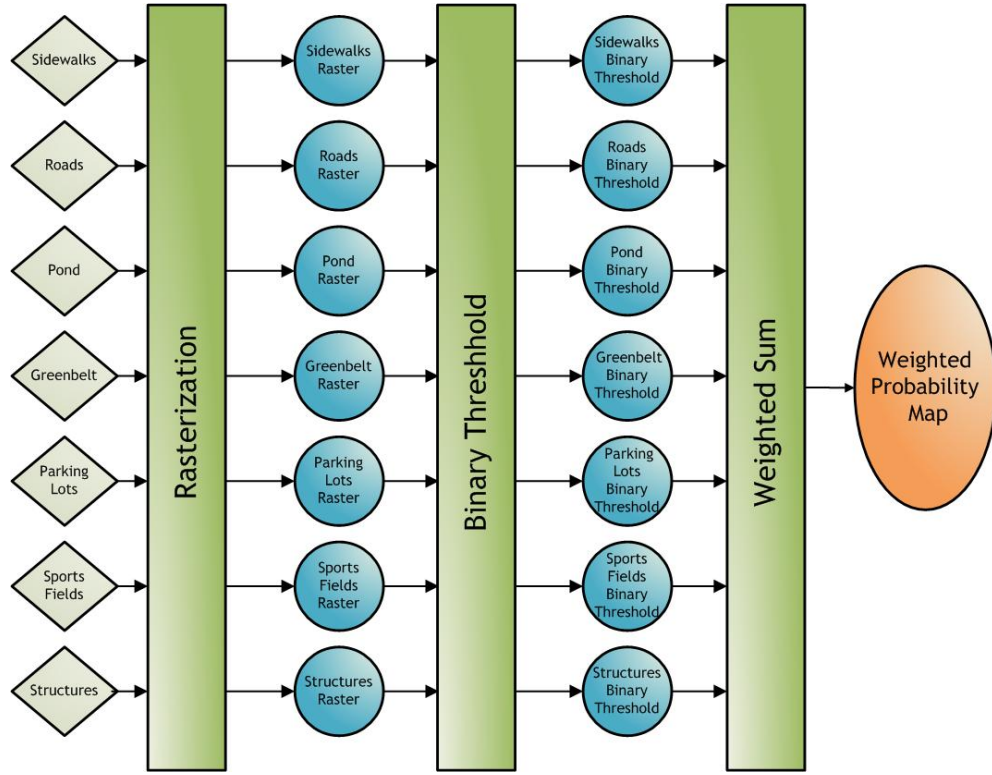 Sidewalks
Roads
Pond
Greenbelt
Parking
Lots
Sports
Fields
Structures
Rasterization
Sidewalks
Raster
Roads
Raster
Pond
Raster
Greenbelt
Raster
Parking
Lots
Raster
Sports
Fields
Raster
Structures
Raster
Binary Threshhold
Sidewalks
Binary
Threshold
Roads
Binary
Threshold
Pond
Binary
Threshold
Greenbelt
Binary
Threshold
Parking
Lots
Binary
Threshold
Sports
Fields
Binary
Threshold
Structures
Binary
Threshold
Weighted Sum
Weighted
Probability
Map